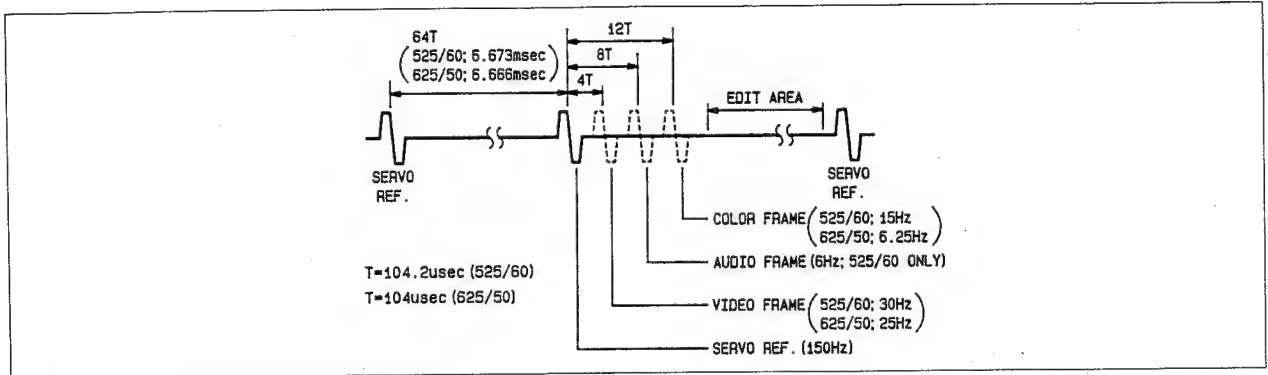 64T
525/60; 6.673msec
625/50; 6.666msec
12T
8T
4T
EDIT AREA
SERVO
REF.
SERVO
REF.
COLOR FRAME
525/60; 15Hz
625/50; 6.25Hz
AUDIO FRAME (6Hz; 525/60 ONLY)
T=104.2usec (525/60)
T=104usec (625/50)
VIDEO FRAME
525/60; 30Hz
625/50; 25Hz
SERVO REF. (150Hz)